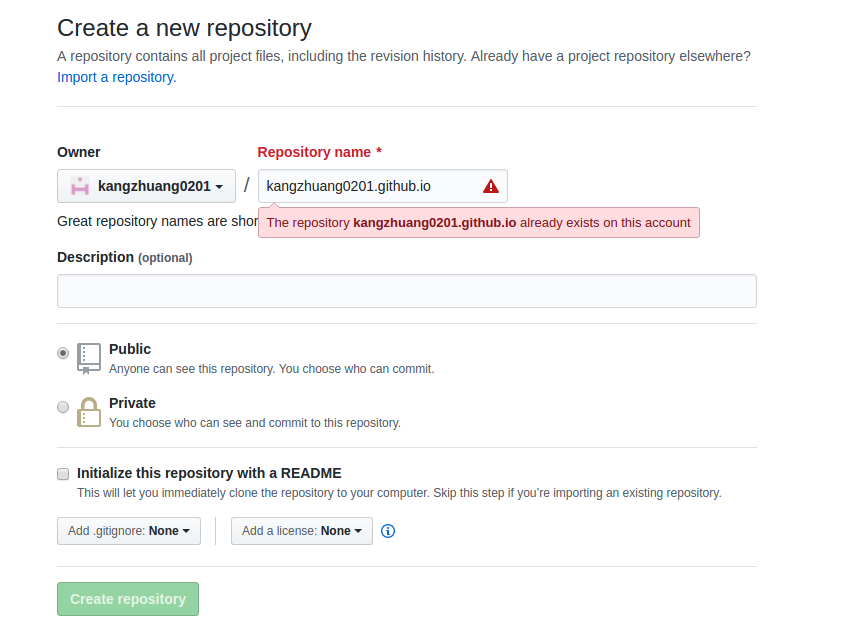 Create a new repository
A repository contains all project files, including the revision history. Already have a project repository elsewhere?
Import a repository.
Owner
Repository name *
kangzhuang0201
/
kangzhuang0201.github.io
Great repository names are shor
The repository kangzhuang0201.github.io already exists on this account
Description (optional)
Public
Anyone can see this repository. You choose who can commit.
Private
You choose who can see and commit to this repository.
Initialize this repository with a README
This will let you immediately clone the repository to your computer. Skip this step if you’re importing an existing repository.
Add .gitignore: None
Add a license: None
Create repository